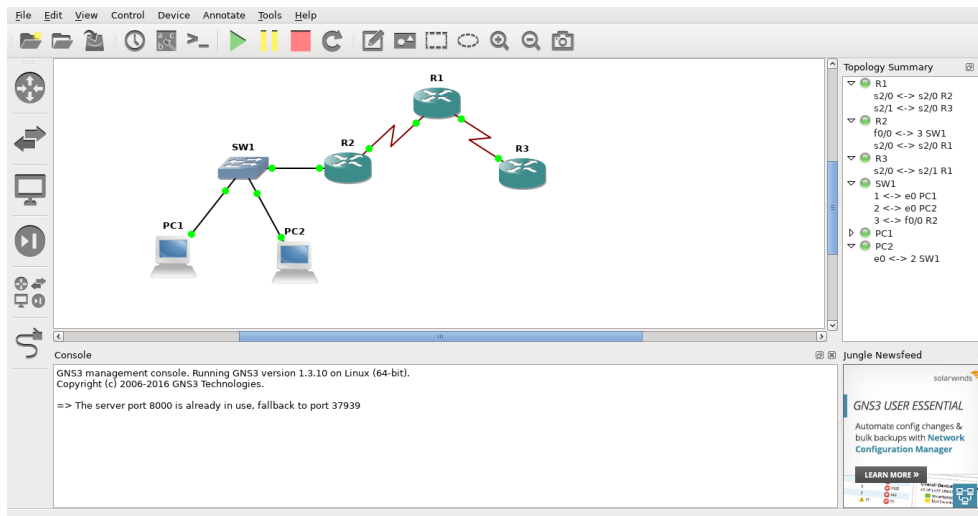 File Edit View Control Device Annotate Tools Help
R1
R2
R3
SW1
PC1
PC2
Topology Summary
R1
s2/0 <-> s2/0 R2
s2/1 <-> s2/0 R3
R2
f0/0 <-> 3 SW1
s2/0 <-> s2/0 R1
R3
s2/0 <-> s2/1 R1
SW1
1 <-> e0 PC1
2 <-> e0 PC2
3 <-> f0/0 R2
PC1
PC2
e0 <-> 2 SW1
Console
GNS3 management console. Running GNS3 version 1.3.10 on Linux (64-bit).
Copyright (c) 2006-2016 GNS3 Technologies.
=> The server port 8000 is already in use, fallback to port 37939
Jungle Newsfeed
solarwinds
GNS3 USER ESSENTIAL
Automate config changes &
bulk backups with Network
Configuration Manager
LEARN MORE »